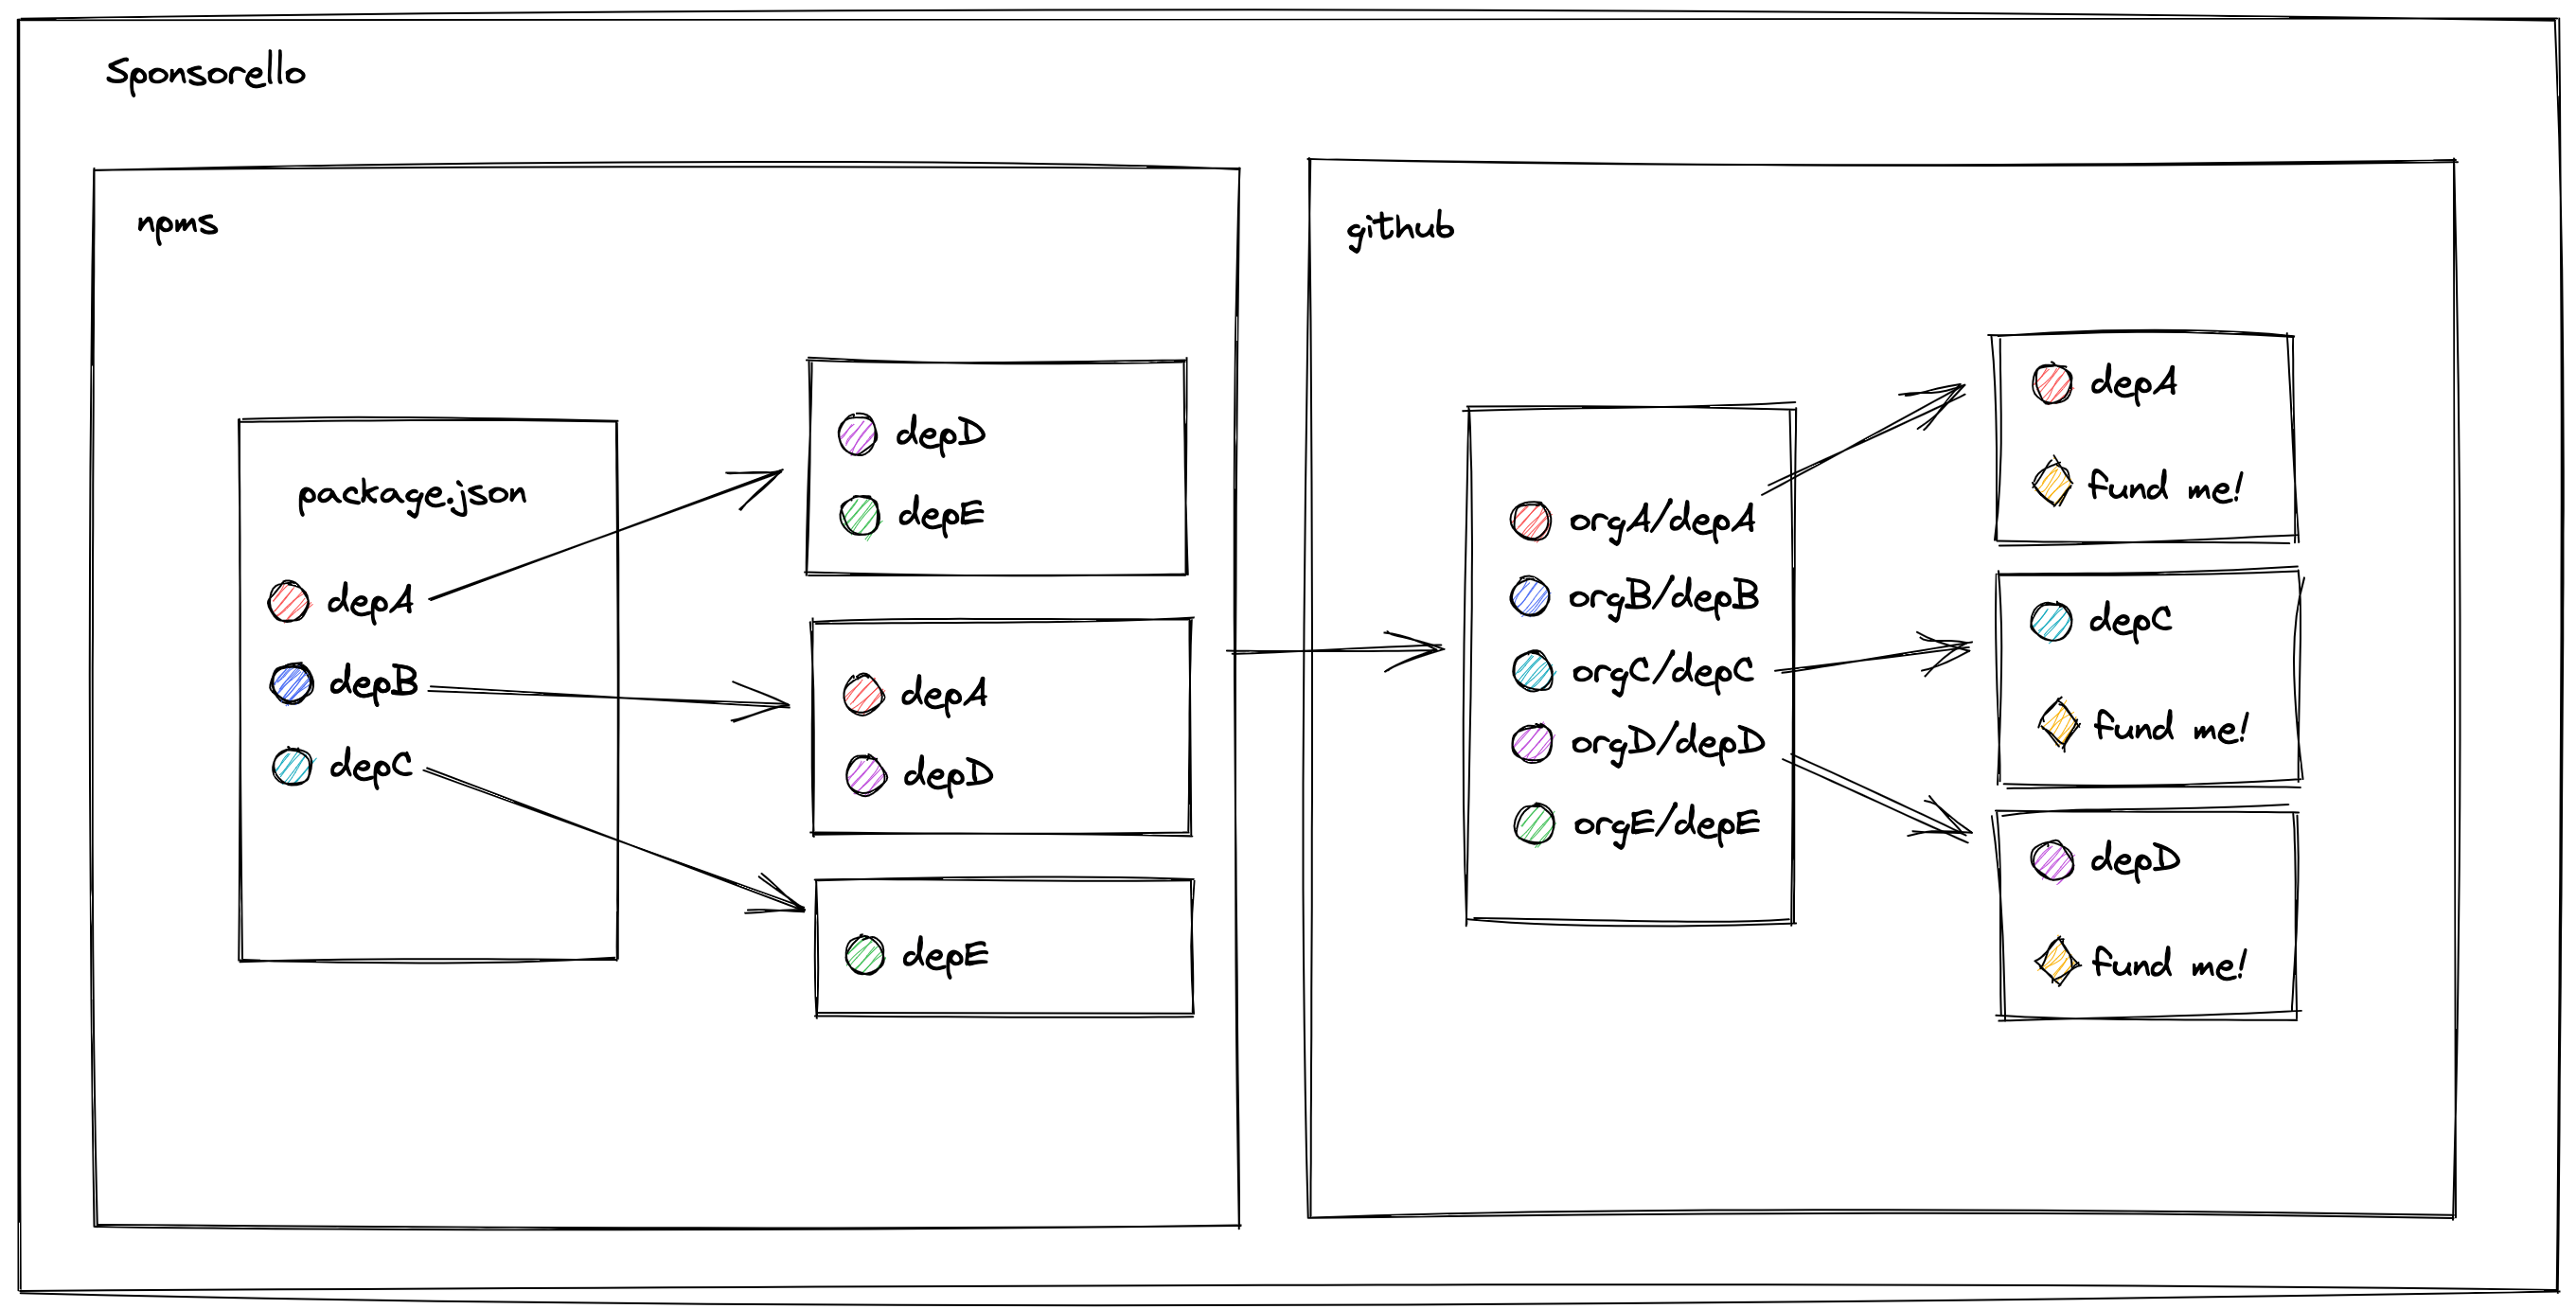 Sponsorello
npms
package.json
depA
depB
depC
depD
depE
depA
depD
depE
github
orgA/depA
orgB/depB
orgC/depC
orgD/depD
orgE/depE
depA
fund me!
depC
fund me!
depD
fund me!